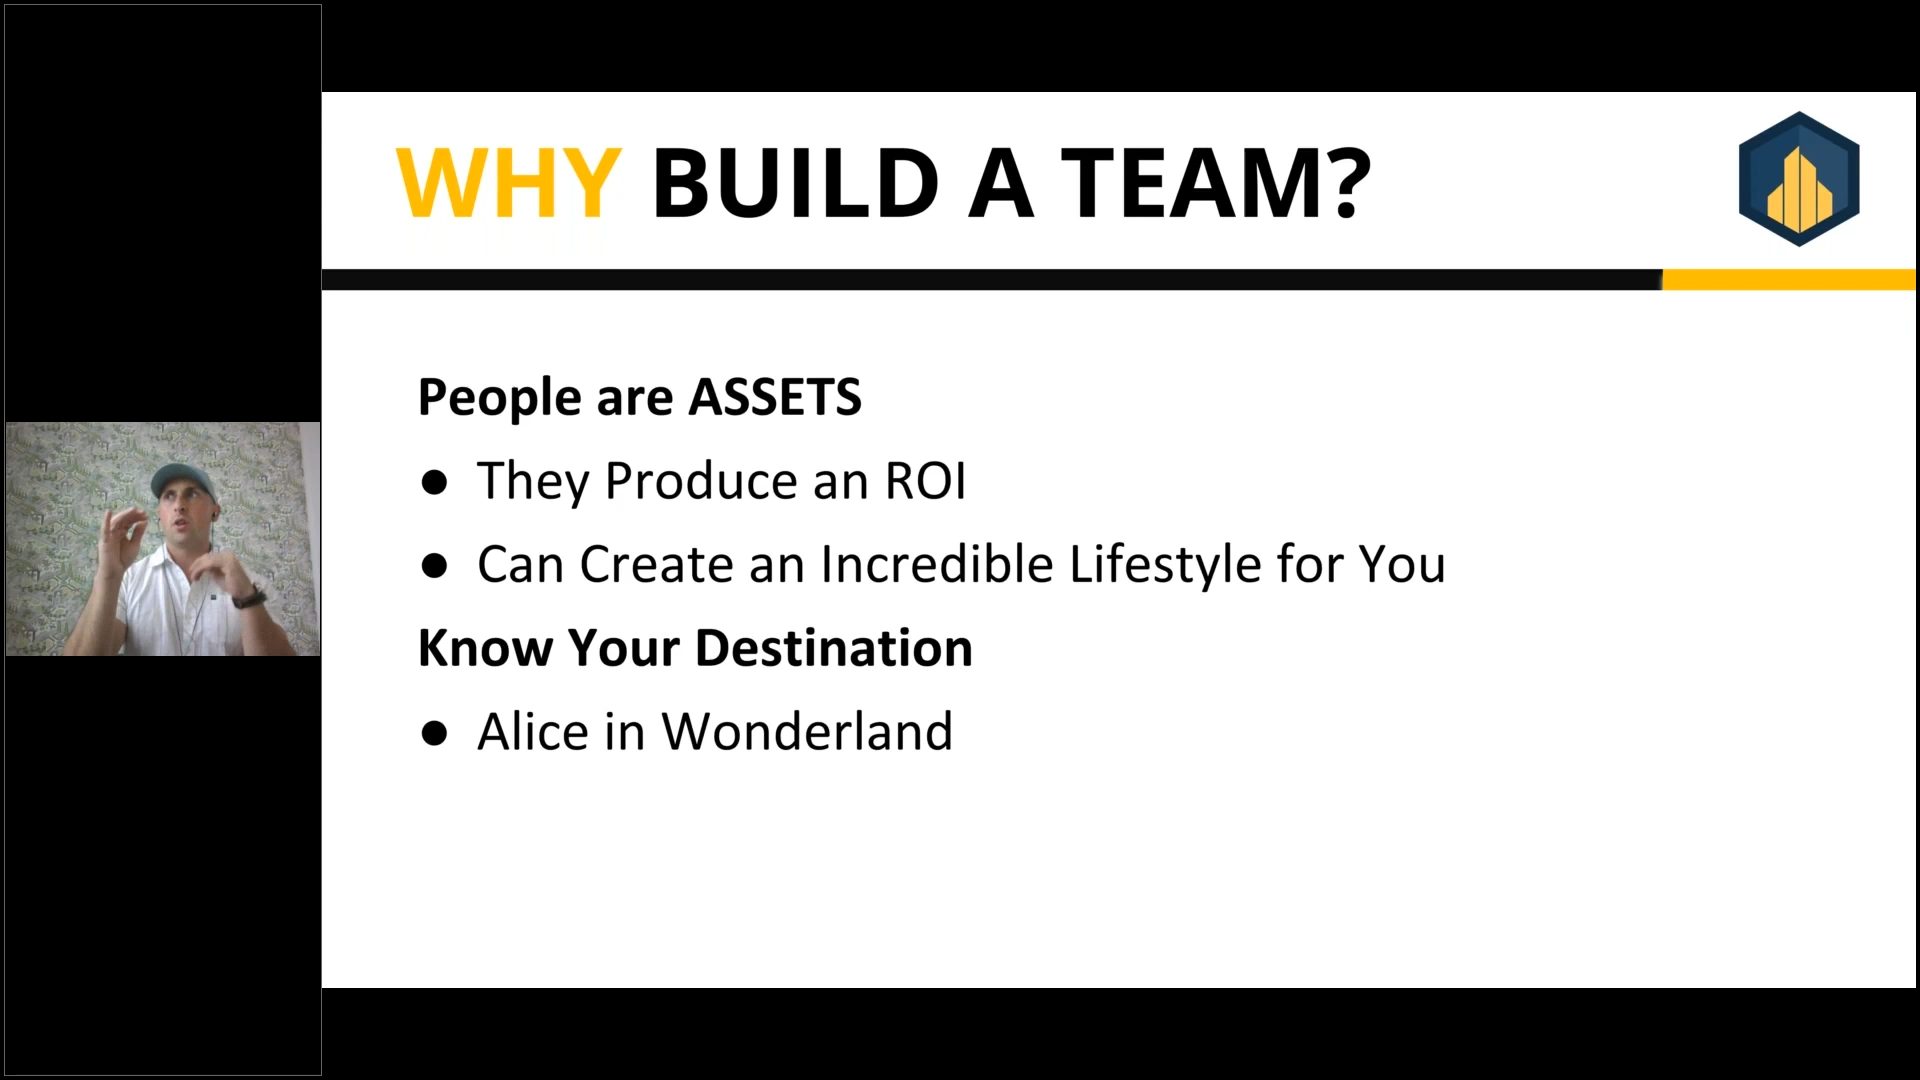 WHY BUILD A TEAM?
People are ASSETS
● They Produce an ROI
● Can Create an Incredible Lifestyle for You
Know Your Destination
● Alice in Wonderland